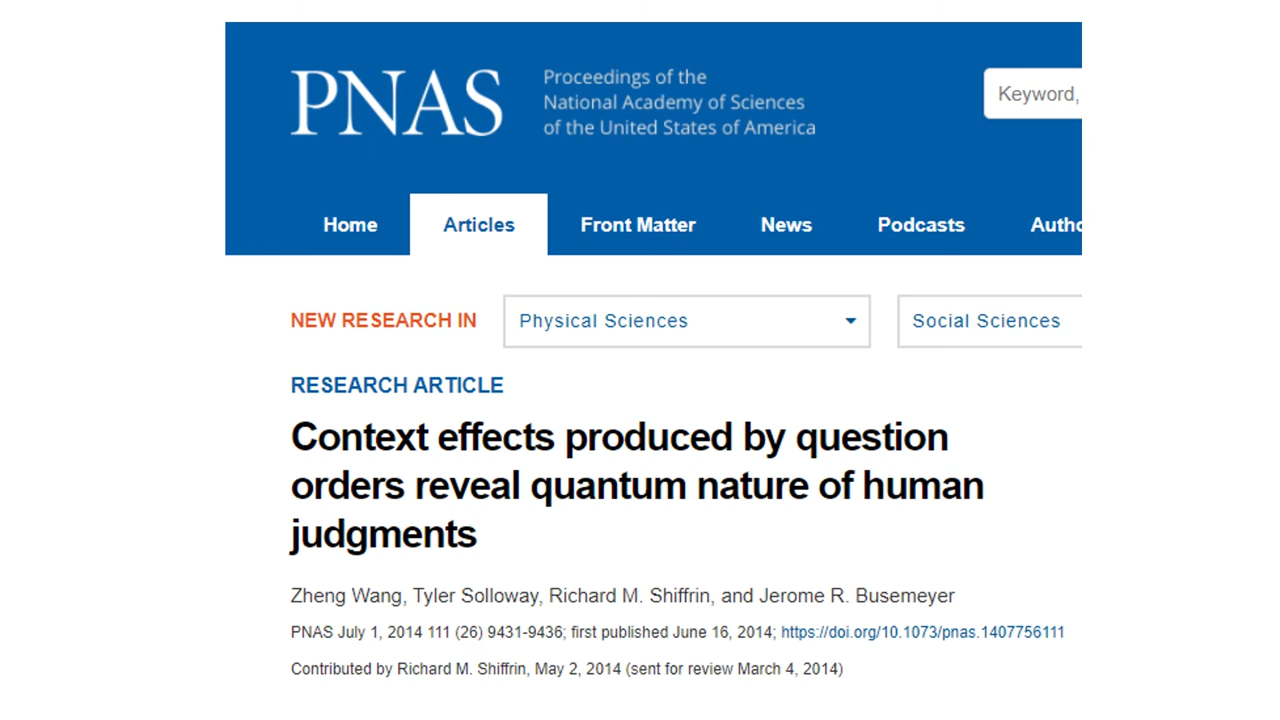 PNAS
Proceedings of the
National Academy of Sciences
of the United States of America
Keyword,
Home
Articles
Front Matter
News
Podcasts
Autho
NEW RESEARCH IN
Physical Sciences
Social Sciences
RESEARCH ARTICLE
Context effects produced by question
orders reveal quantum nature of human
judgments
Zheng Wang, Tyler Solloway, Richard M. Shiffrin, and Jerome R. Busemeyer
PNAS July 1, 2014 111 (26) 9431-9436; first published June 16, 2014; https://doi.org/10.1073/pnas.1407756111
Contributed by Richard M. Shiffrin, May 2, 2014 (sent for review March 4, 2014)